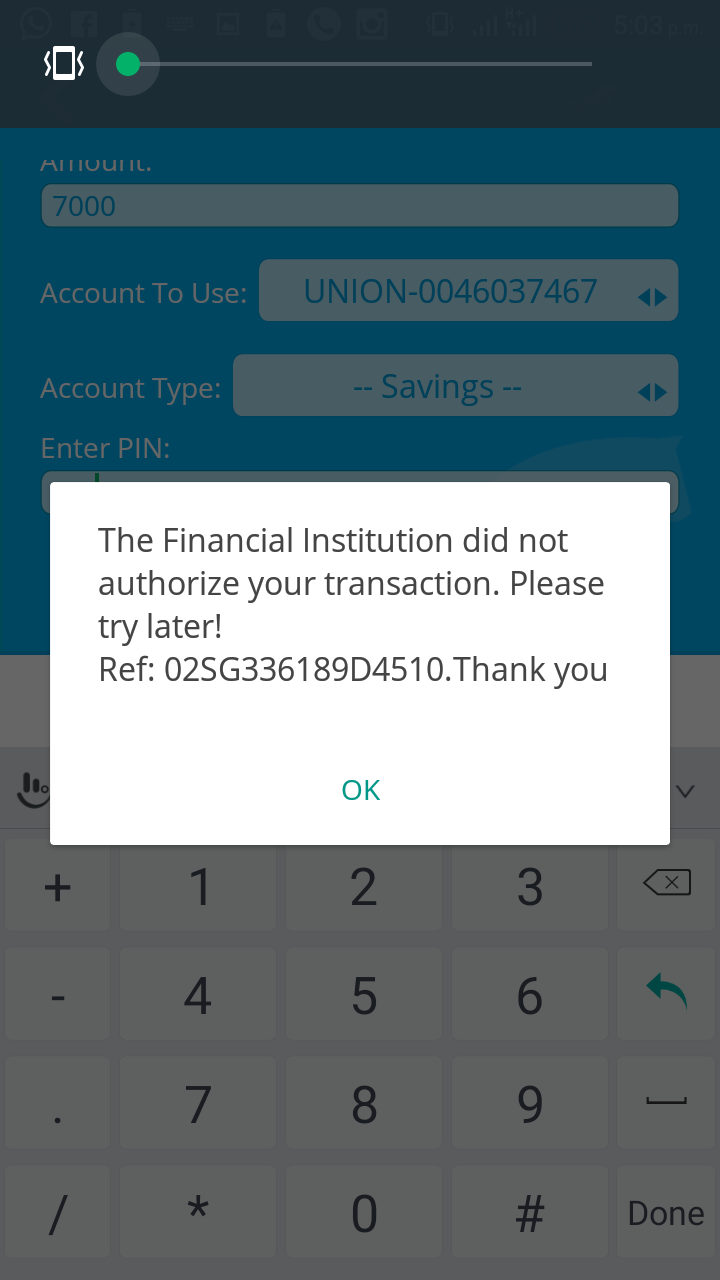 5:03 p.m.
Amount:
7000
Account To Use:
UNION-0046037467
Account Type:
-- Savings --
Enter PIN:
The Financial Institution did not
authorize your transaction. Please
try later!
Ref: 02SG336189D4510.Thank you
OK
+ 1 2 3
- 4 5 6
. 7 8 9
/ * 0 # Done